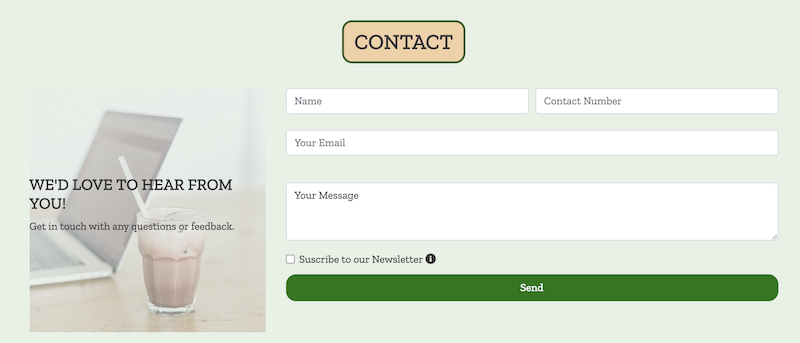 CONTACT
WE'D LOVE TO HEAR FROM
YOU!
Get in touch with any questions or feedback.
Name
Contact Number
Your Email
Your Message
Suscribe to our Newsletter
Send